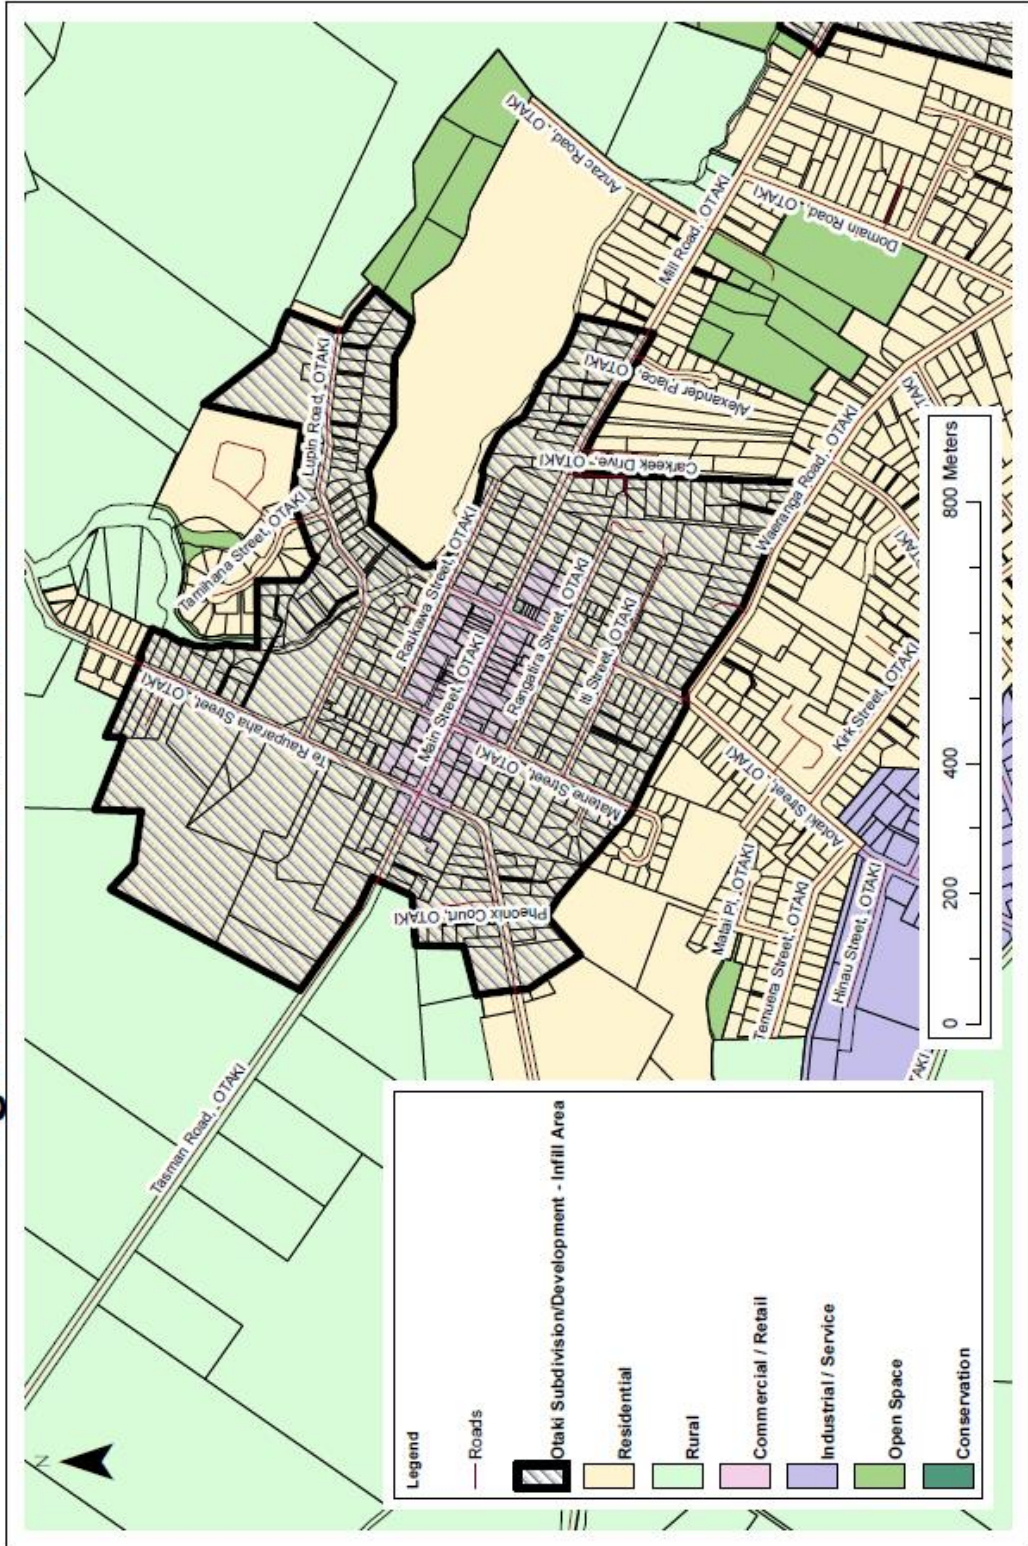 N
Tasman Road, , OTAKI
Te Rauparaha Street, , OTAKI
Tamihana Street, OTAKI
Lupin Road, , OTAKI
Raukawa Street, , OTAKI
Main Street, , OTAKI
Rangatira Street, , OTAKI
Iti Street, , OTAKI
Matene Street, , OTAKI
Pheonix Court, , OTAKI
Carkeek Drive, , OTAKI
Alexander Place, , OTAKI
Mill Road, , OTAKI
Anzac Road, , OTAKI
Domain Road, , OTAKI
Waerenga Road, , OTAKI
Aotaki Street, , OTAKI
Kirk Street, , OTAKI
Matai Pl, , OTAKI
Temuera Street, , OTAKI
Hinau Street, , OTAKI
OTAKI
OTAKI
TAKI
Legend
Roads
Otaki Subdivision/Development - Infill Area
Residential
Rural
Commercial / Retail
Industrial / Service
Open Space
Conservation
0 200 400 800 Meters